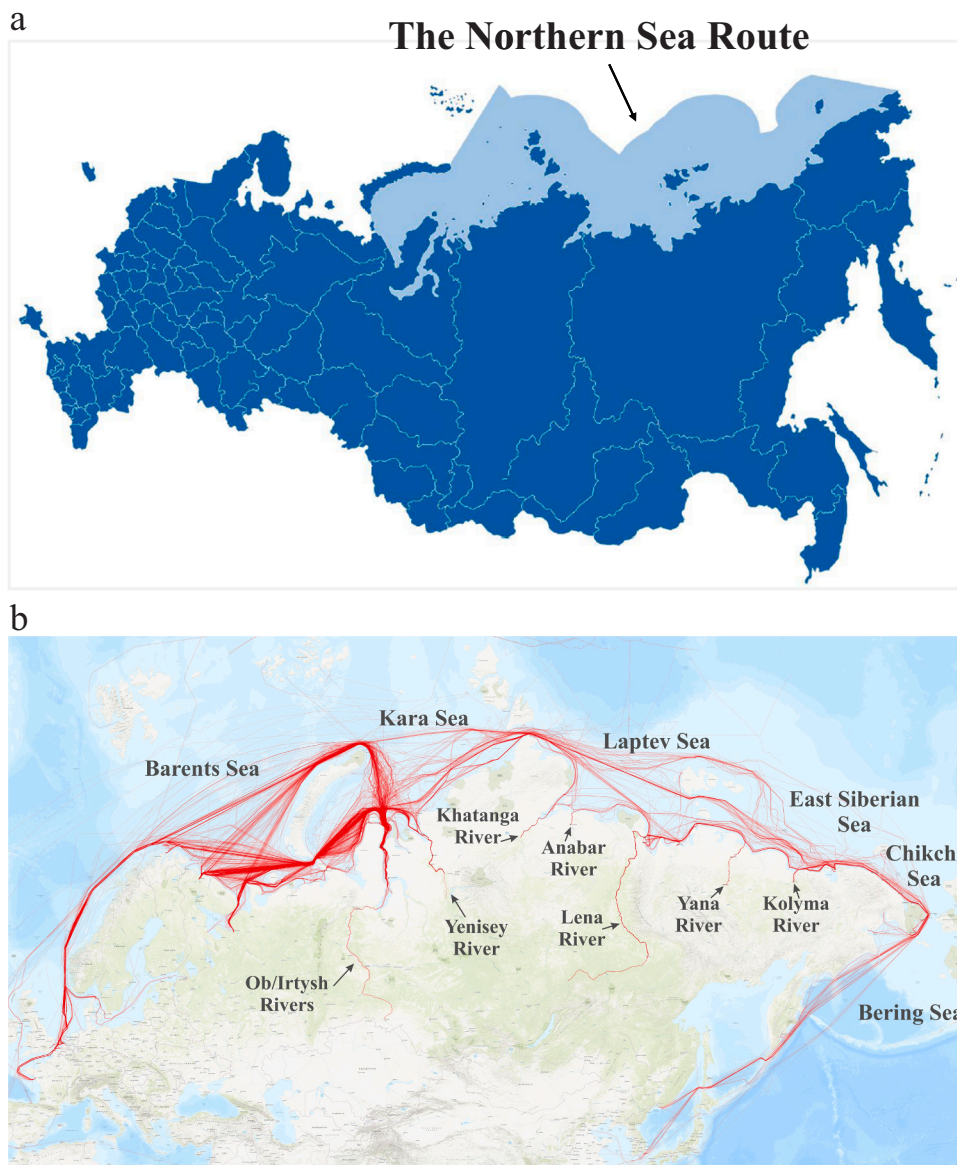 a
The Northern Sea Route
b
Kara Sea
Laptev Sea
Barents Sea
East Siberian
Sea
Khatanga
River
Anabar
River
Chikch
Sea
Yenisey
River
Lena
River
Yana
River
Kolyma
River
Ob/Irtysh
Rivers
Bering Sea